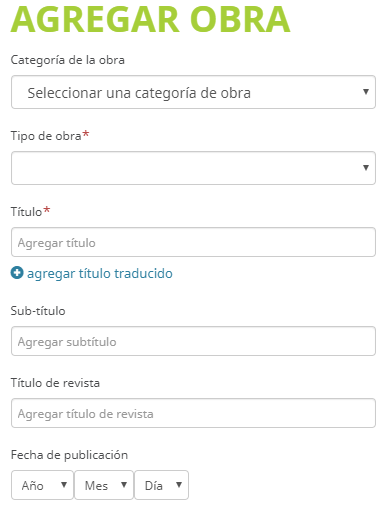 AGREGAR OBRA
Categoría de la obra
Seleccionar una categoría de obra
Tipo de obra*
Título*
Agregar título
agregar título traducido
Sub-título
Agregar subtítulo
Título de revista
Agregar título de revista
Fecha de publicación
Año Mes Día